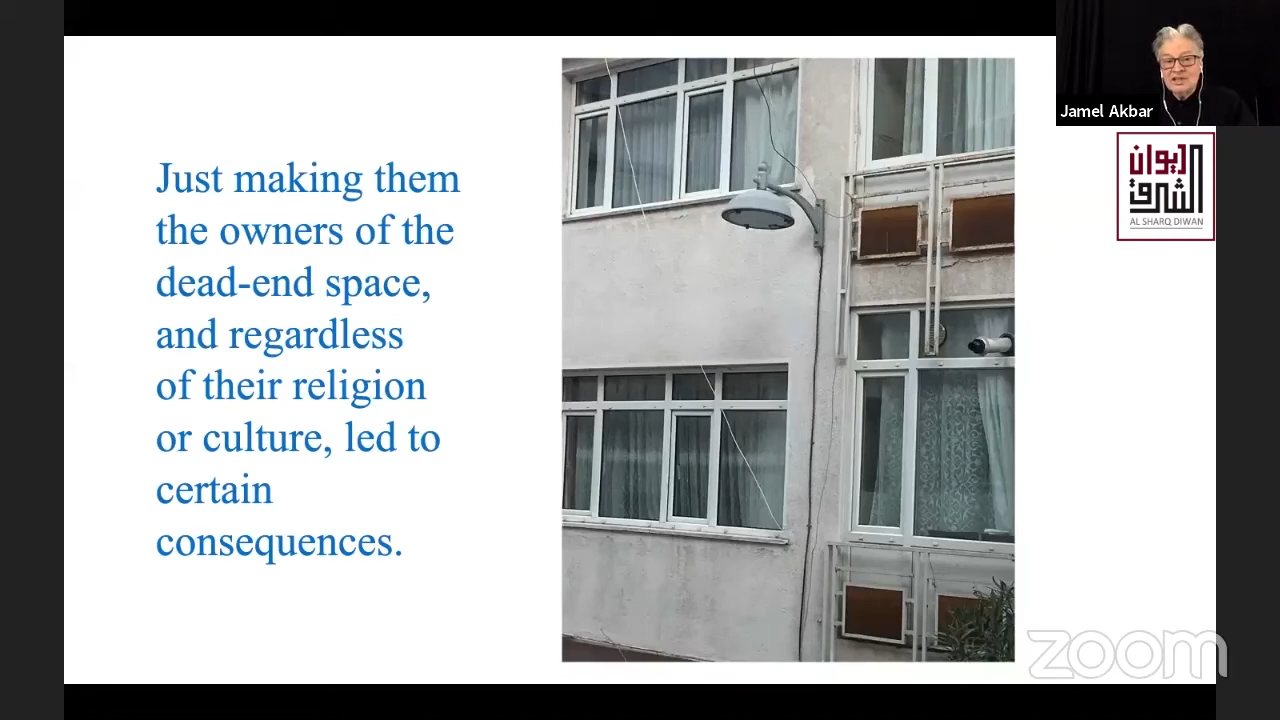 Just making them
the owners of the
dead-end space,
and regardless
of their religion
or culture, led to
certain
consequences.
Jamel Akbar
ديوان
الشرق
AL SHARQ DIWAN
zoom